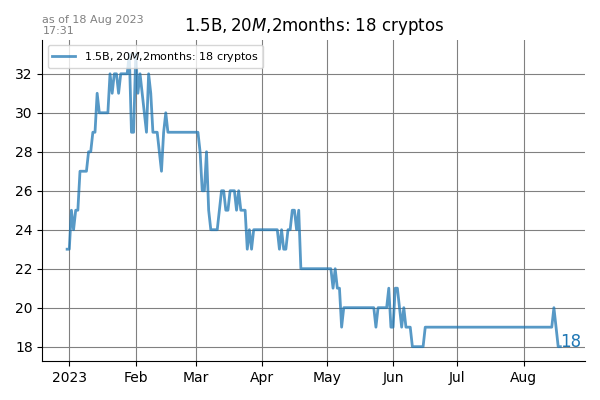 as of 18 Aug 2023
17:31
1.5B, 20M,2months: 18 cryptos
1.5B, 20M,2months: 18 cryptos
32
30
28
26
24
22
20
18
18
2023 Feb Mar Apr May Jun Jul Aug